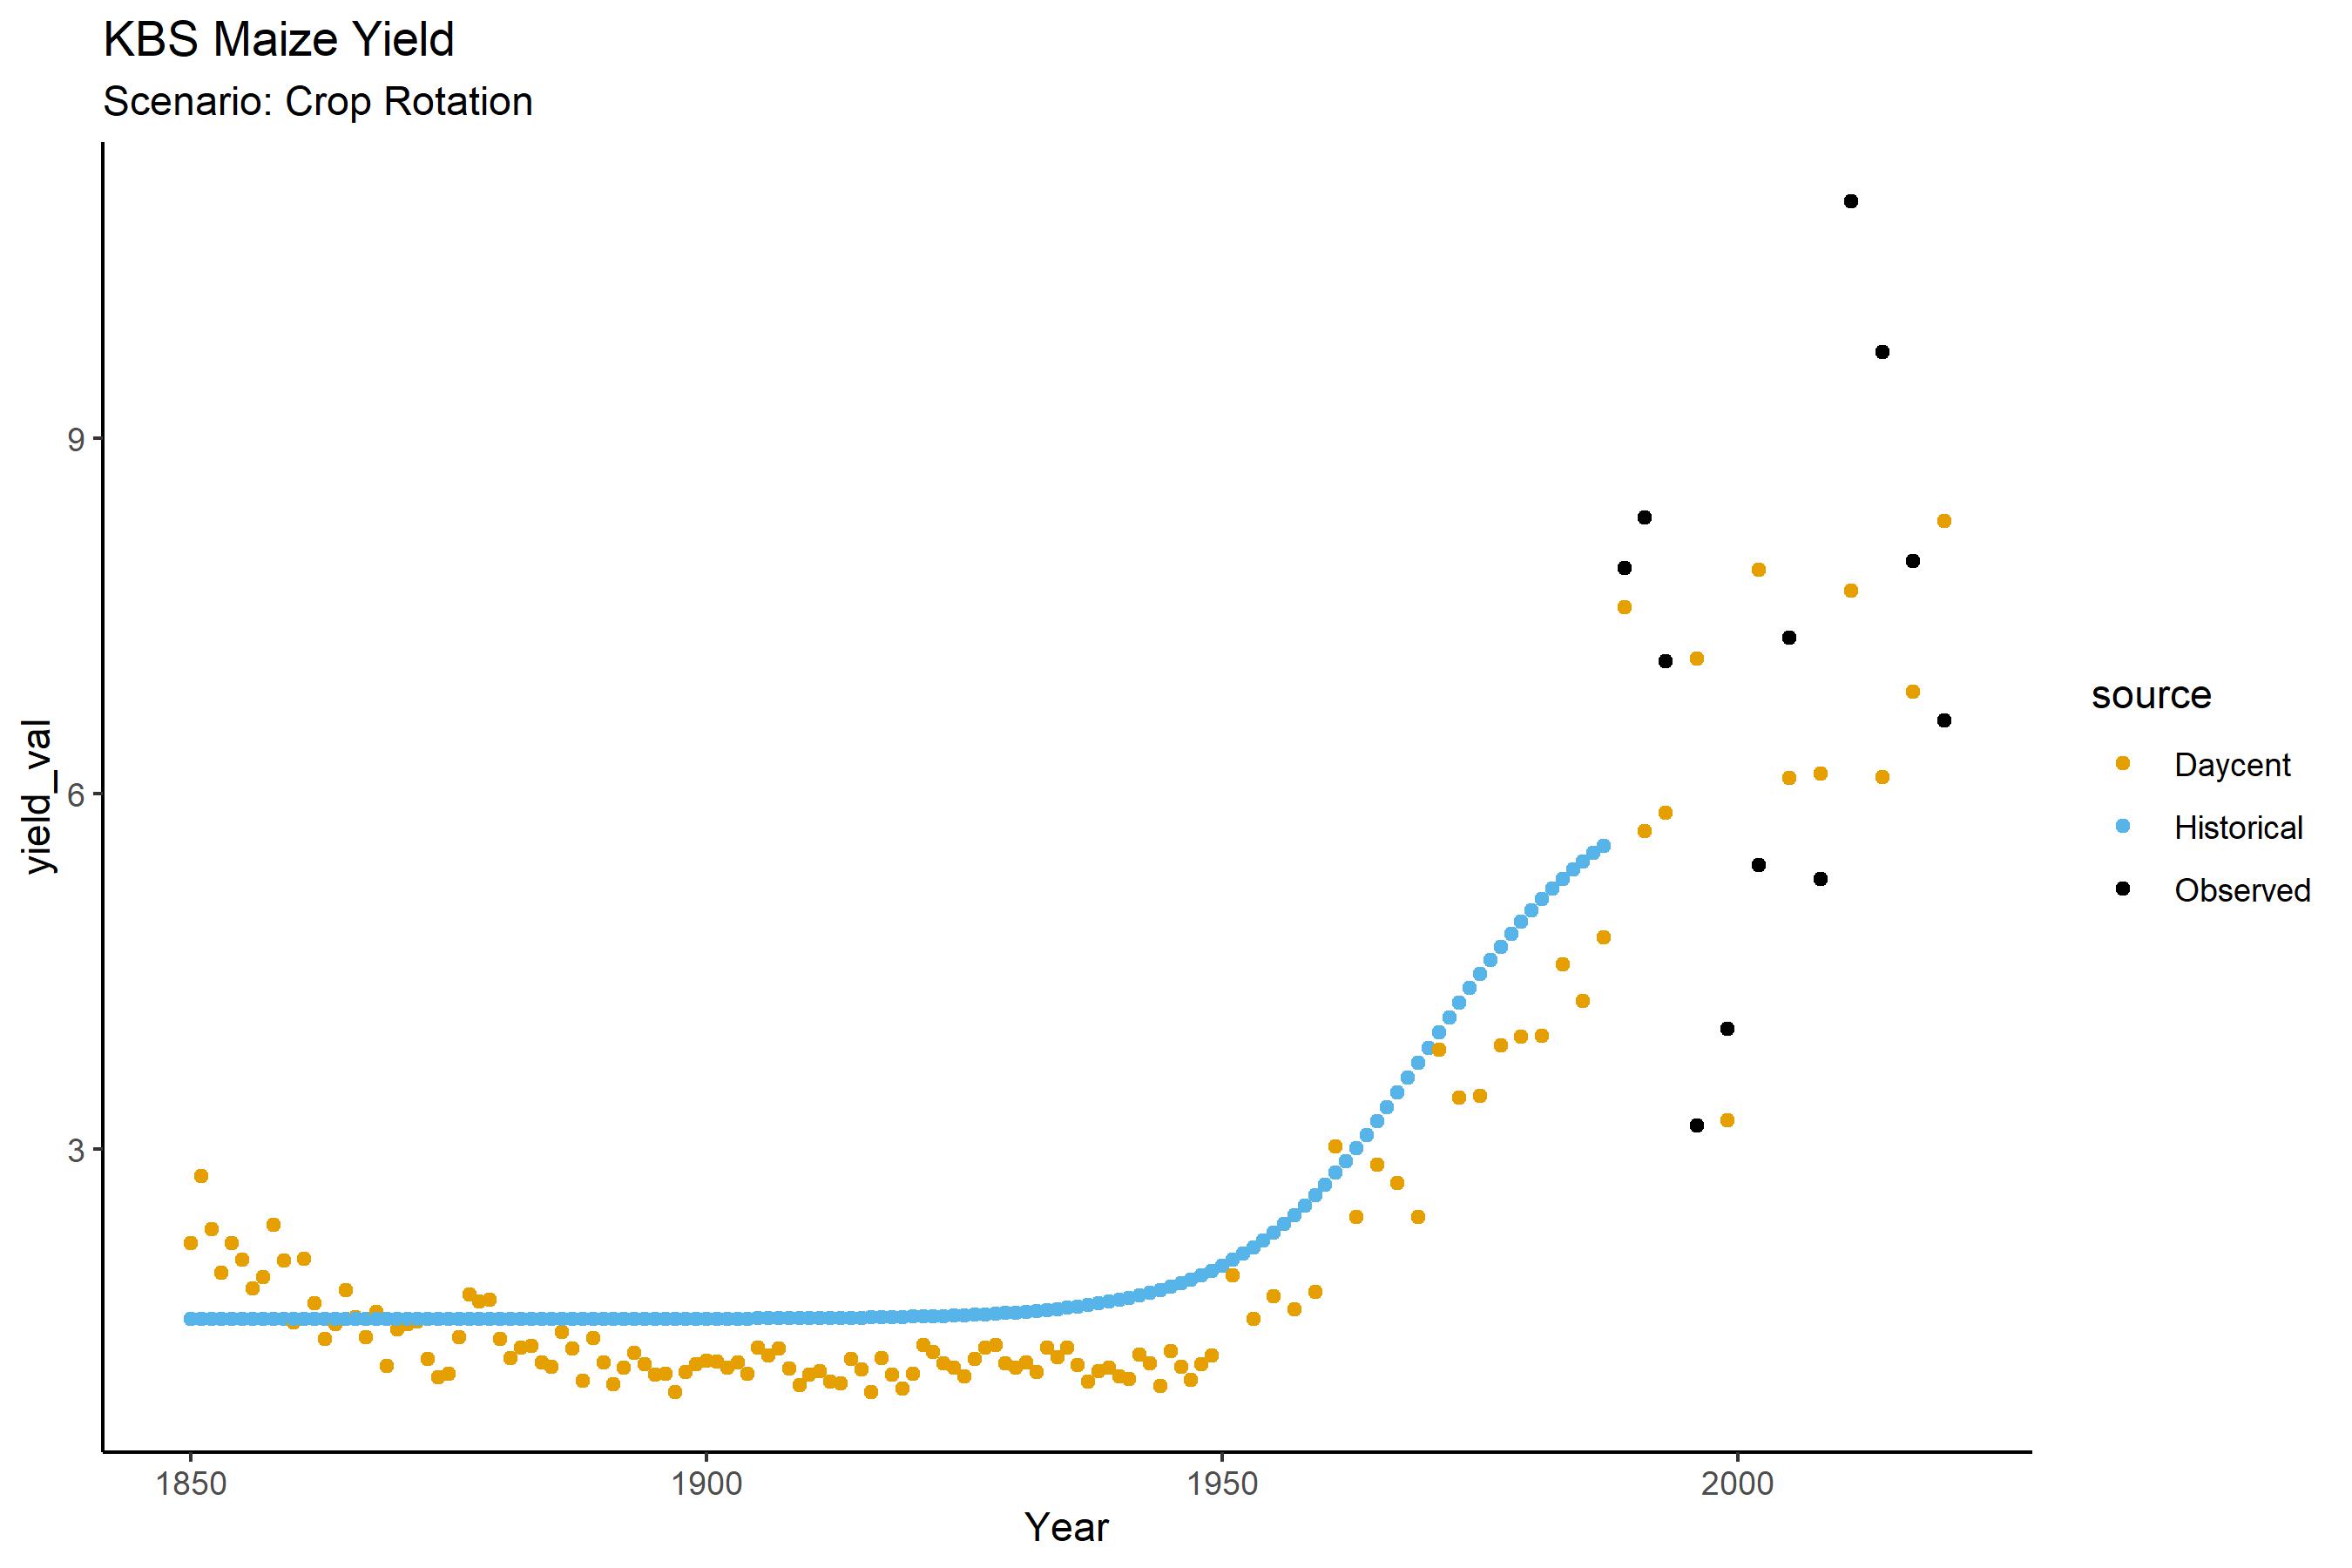 KBS Maize Yield
Scenario: Crop Rotation
yield_val
9
6
3
1850
1900
1950
2000
Year
source
Daycent
Historical
Observed